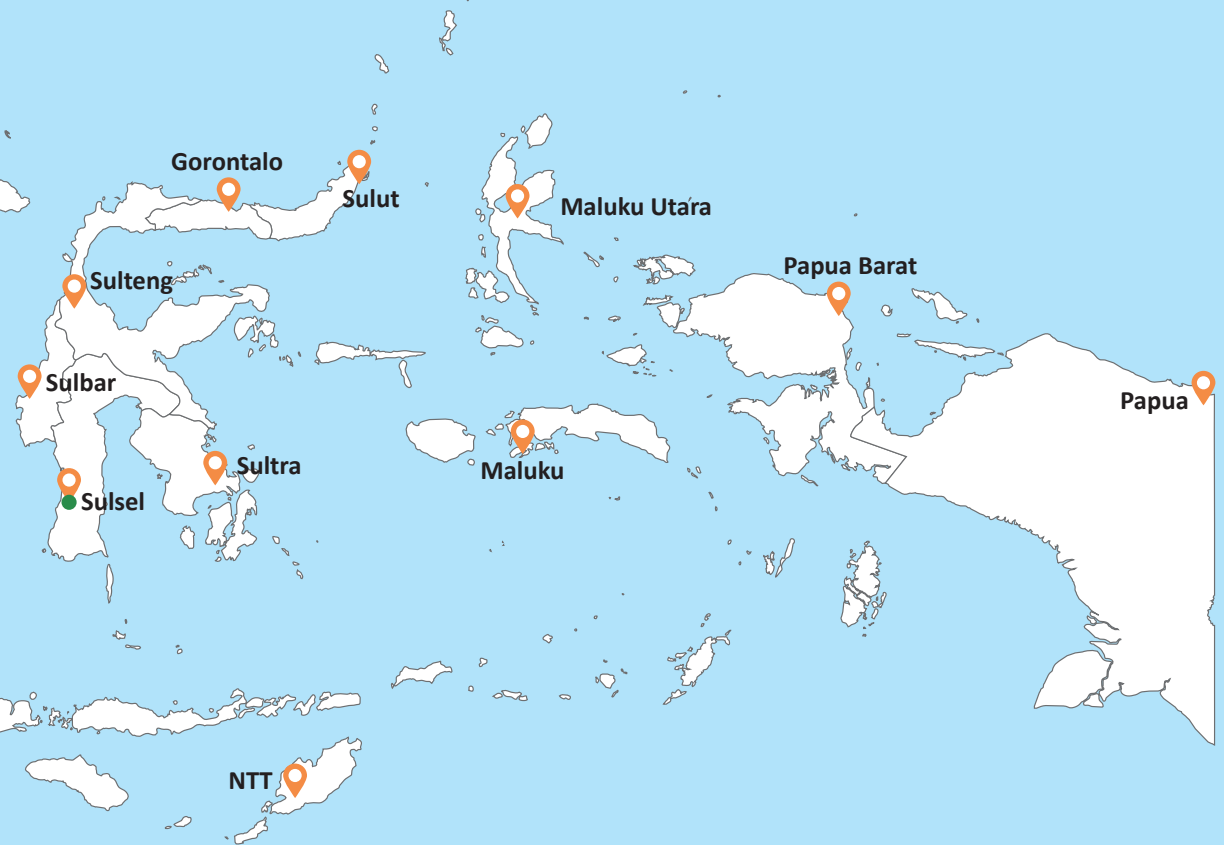 Gorontalo
Sulut
Maluku Utara
Sulteng
Papua Barat
Sulbar
Papua
Sultra
Maluku
Sulsel
NTT